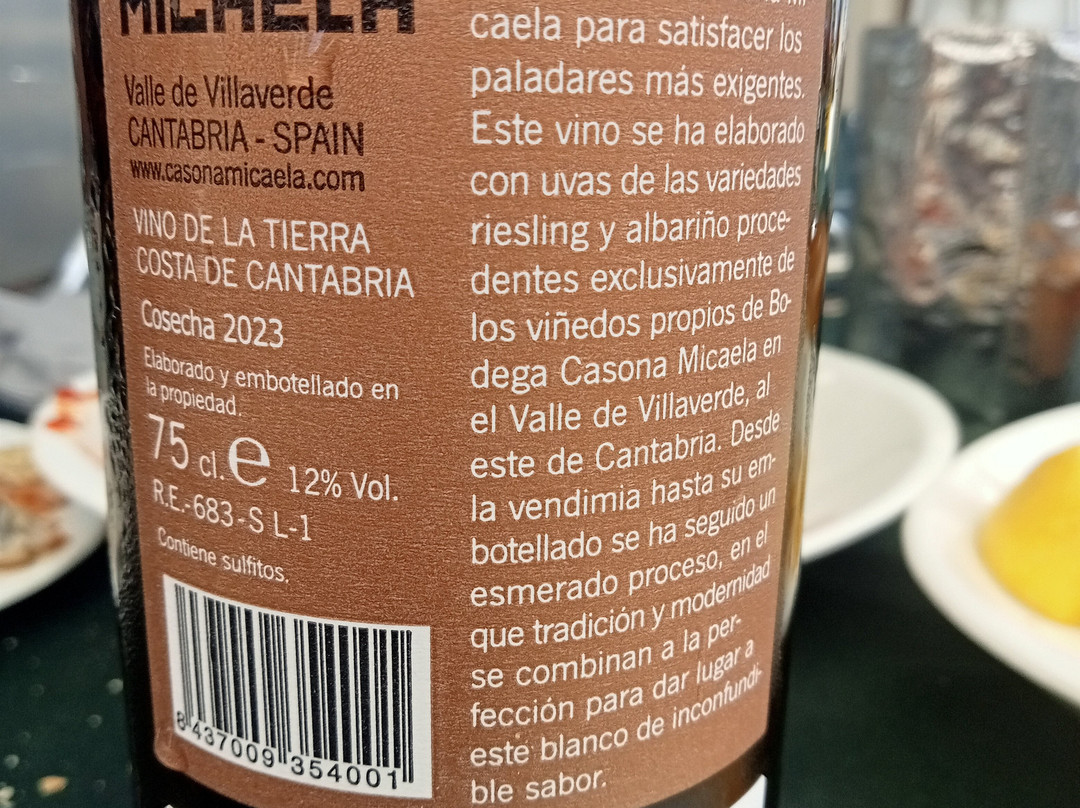 MICAELA
Valle de Villaverde
CANTABRIA - SPAIN
www.casonamicaela.com
VINO DE LA TIERRA
COSTA DE CANTABRIA
Cosecha 2023
Elaborado y embotellado en
la propiedad.
75 cl. e 12% Vol.
R.E.-683-S L-1
Contiene sulfitos.
8 437009 354001
caela para satisfacer los
paladares más exigentes.
Este vino se ha elaborado
con uvas de las variedades
riesling y albariño proce-
dentes exclusivamente de
los viñedos propios de Bo-
dega Casona Micaela en
el Valle de Villaverde, al
este de Cantabria. Desde
la vendimia hasta su em-
botellado se ha seguido un
esmerado proceso, en el
que tradición y modernidad
se combinan a la per-
fección para dar lugar a
este blanco de inconfundi-
ble sabor.